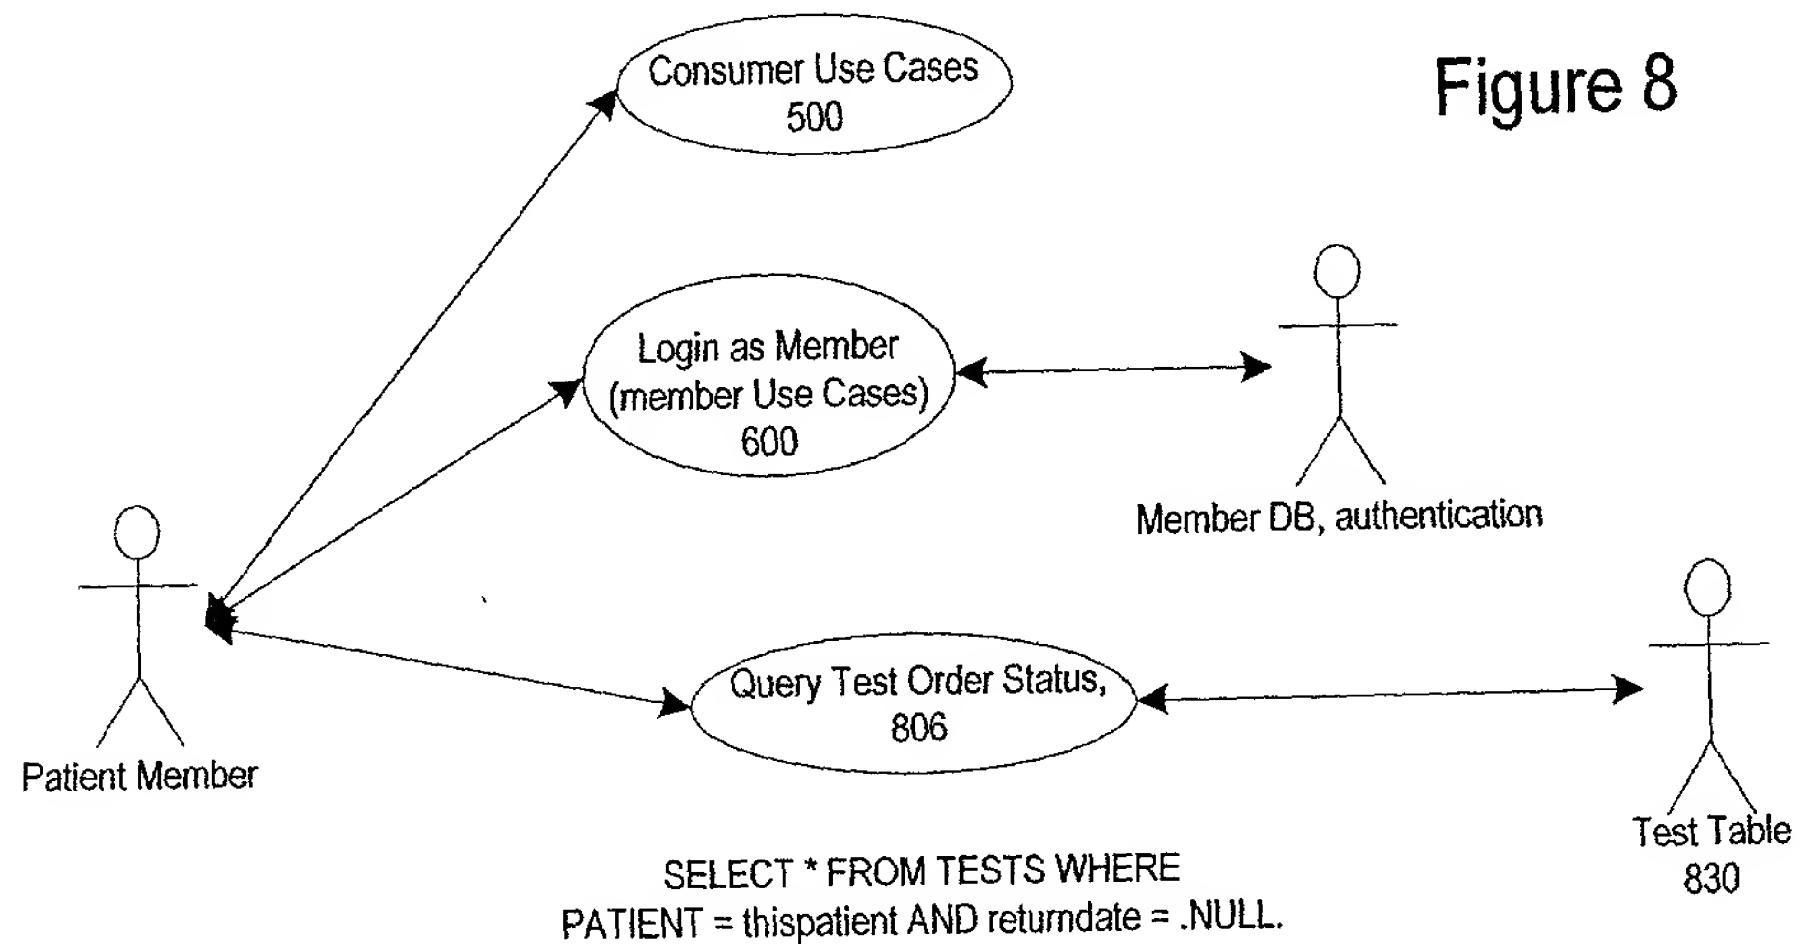 Figure 8
Consumer Use Cases
500
Login as Member
(member Use Cases)
600
Member DB, authentication
Patient Member
Query Test Order Status,
806
Test Table
830
SELECT * FROM TESTS WHERE
PATIENT = thispatient AND returndate = .NULL.